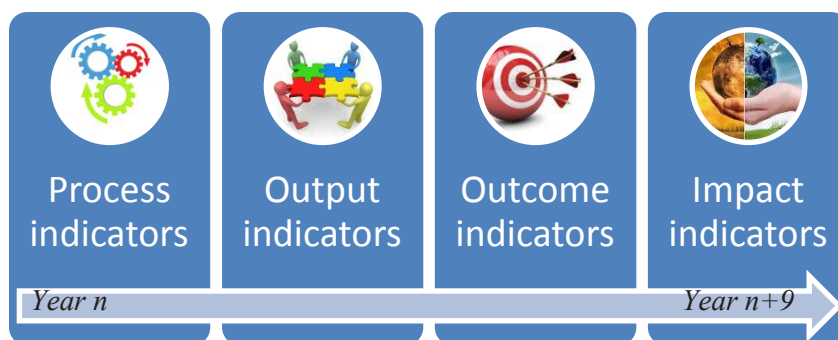 Process
indicators
Output
indicators
Outcome
indicators
Impact
indicators
Year n
Year n+9